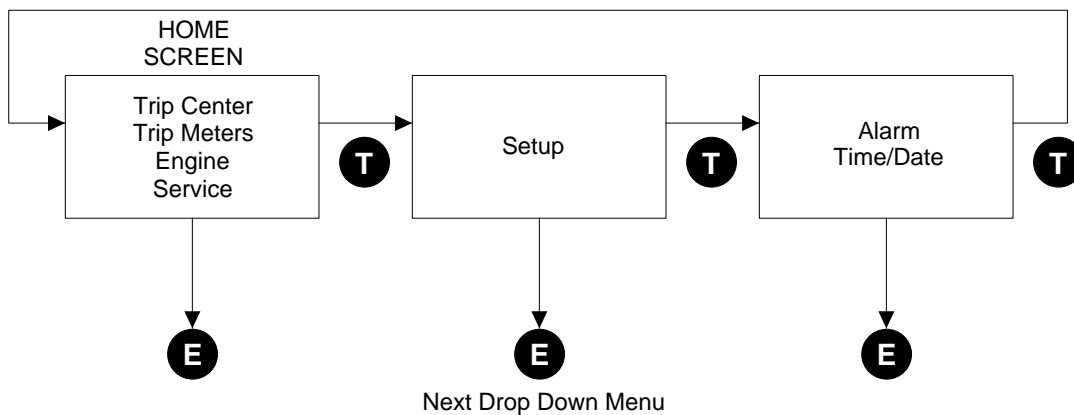 HOME
SCREEN
Trip Center
Trip Meters
Engine
Service
T
Setup
T
Alarm
Time/Date
T
E
E
E
Next Drop Down Menu